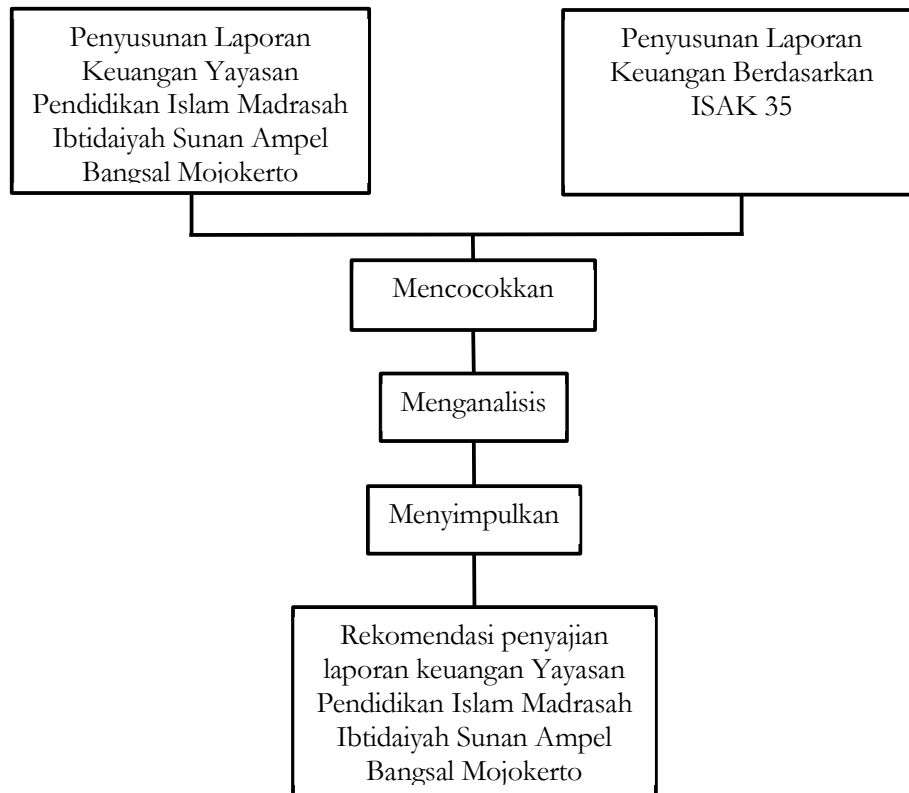 Penyusunan Laporan
Keuangan Yayasan
Pendidikan Islam Madrasah
Ibtidaiyah Sunan Ampel
Bangsal Mojokerto
Penyusunan Laporan
Keuangan Berdasarkan
ISAK 35
Mencocokkan
Menganalisis
Menyimpulkan
Rekomendasi penyajian
laporan keuangan Yayasan
Pendidikan Islam Madrasah
Ibtidaiyah Sunan Ampel
Bangsal Mojokerto